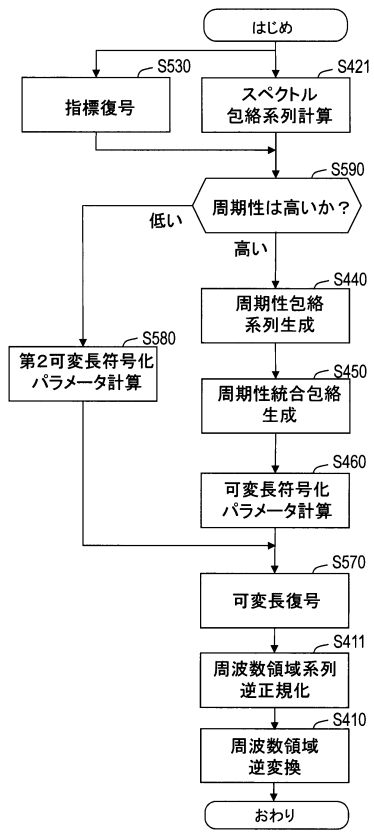 はじめ
S530
指標復号
S421
スペクトル
包絡系列計算
S590
周期性は高いか？
低い
高い
S440
周期性包絡
系列生成
S580
第2可変長符号化
パラメータ計算
S450
周期性統合包絡
生成
S460
可変長符号化
パラメータ計算
S570
可変長復号
S411
周波数領域系列
逆正規化
S410
周波数領域
逆変換
おわり